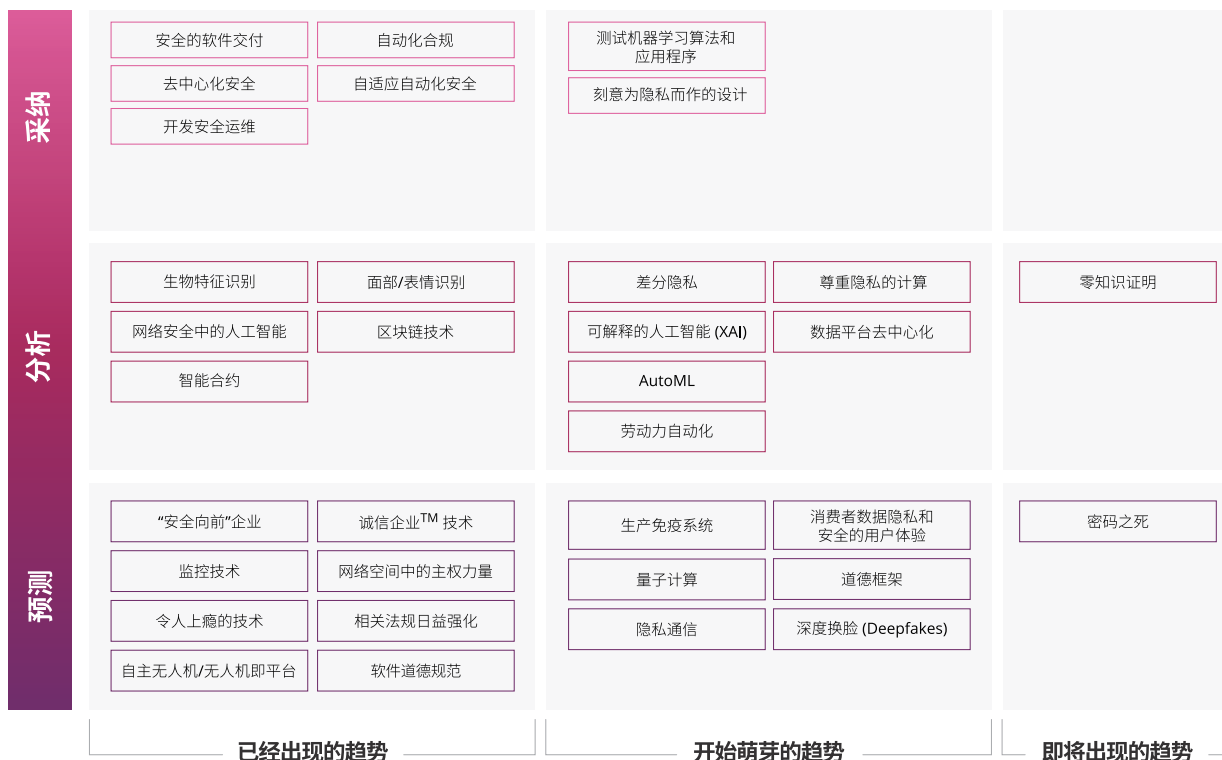 采纳
安全的软件交付
自动化合规
去中心化安全
自适应自动化安全
开发安全运维
测试机器学习算法和
应用程序
刻意为隐私而作的设计
分析
生物特征识别
面部/表情识别
网络安全中的人工智能
区块链技术
智能合约
差分隐私
尊重隐私的计算
可解释的人工智能 (XAI)
数据平台去中心化
AutoML
劳动力自动化
零知识证明
预测
“安全向前”企业
诚信企业TM 技术
监控技术
网络空间中的主权力量
令人上瘾的技术
相关法规日益强化
自主无人机/无人机即平台
软件道德规范
生产免疫系统
消费者数据隐私和
安全的用户体验
量子计算
道德框架
隐私通信
深度换脸 (Deepfakes)
密码之死
已经出现的趋势
开始萌芽的趋势
即将出现的趋势